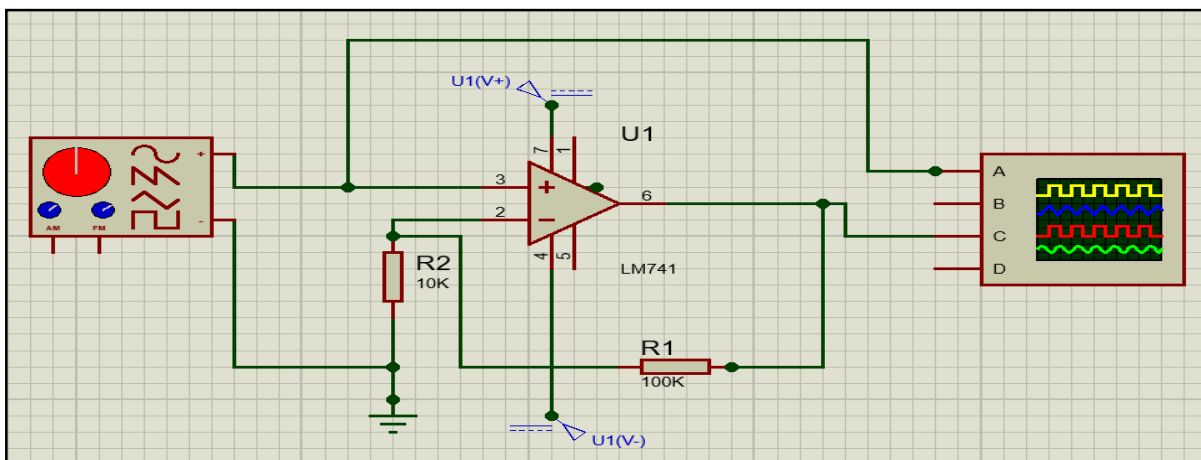 U1(V+)
U1
7
1
+
3
+
6
A
2
−
B
-
C
AM
FM
R2
4
5
LM741
D
10K
R1
100K
U1(V-)